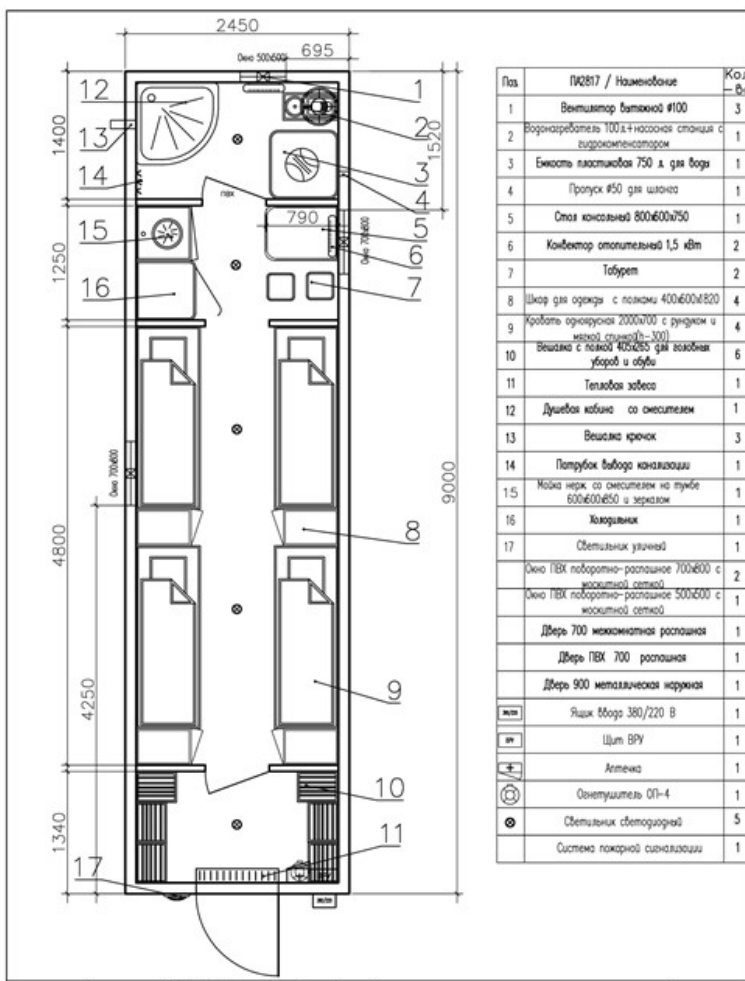 2450
Окно 500х500
695
12
1
13
2
1400
1520
3
14
4
ПВХ
790
5
15
6
Окно 700х800
1250
16
7
Окно 700х800
9000
8
4800
4250
9
10
1340
11
17
380/220
Поз.
ПА2817 / Наименование
Кол
-во
1
Вентилятор вытяжной ø100
3
2
Водонагреватель 100л+насосная станция с
гидрокомпенсатором
1
3
Емкость пластиковая 750 л. для воды
1
4
Пропуск ø50 для шланга
1
5
Стол консольный 800х600х750
1
6
Конвектор отопительный 1,5 кВт
2
7
Табурет
2
8
Шкаф для одежды с полками 400х600х1820
4
9
Кровать одноярусная 2000х700 с рундуком и
мягкой спинкой(h-300)
4
10
Вешалка с полкой 405х265 для головных
уборов и обуви
6
11
Тепловая завеса
1
12
Душевая кабина со смесителем
1
13
Вешалка крючок
3
14
Патрубок вывода канализации
1
15
Мойка нерж. со смесителем на тумбе
600х600х850 и зеркалом
1
16
Холодильник
1
17
Светильник уличный
1
Окно ПВХ поворотно-распашное 700х800 с
москитной сеткой
2
Окно ПВХ поворотно-распашное 500х500 с
москитной сеткой
1
Дверь 700 межкомнатная распашная
1
Дверь ПВХ 700 распашная
1
Дверь 900 металлическая наружная
1
380/220
Ящик ввода 380/220 В
1
ВРУ
Щит ВРУ
1
Аптечка
1
Огнетушитель ОП-4
1
Светильник светодиодный
5
Система пожарной сигнализации
1